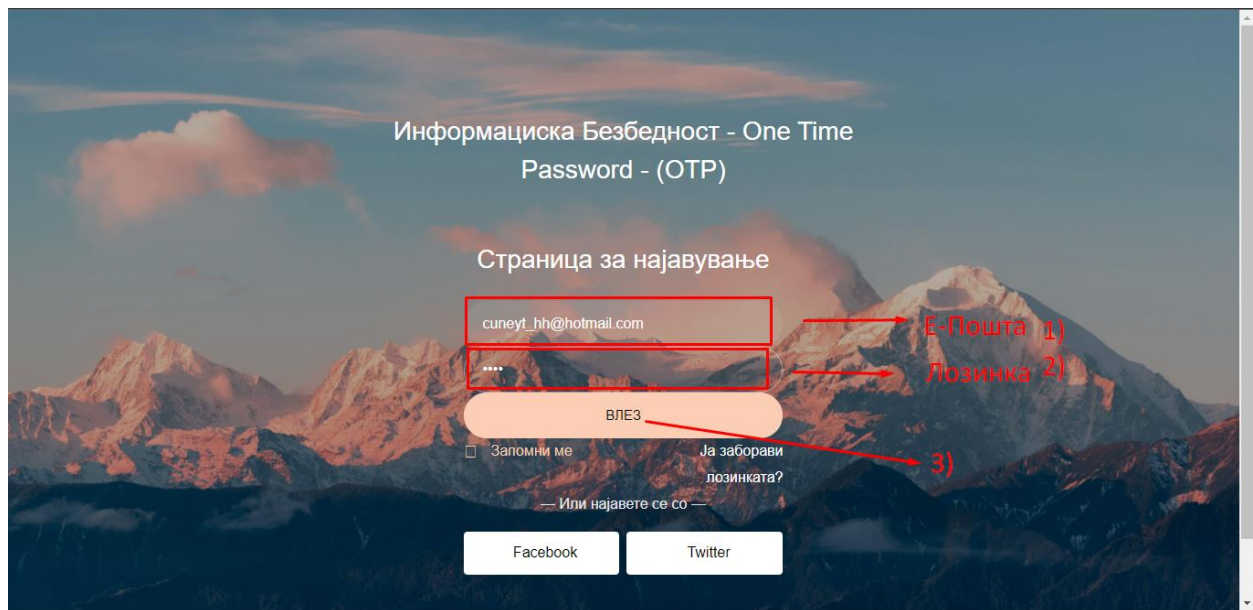 Информациска Безбедност - One Time
Password - (OTP)
Страница за најавување
cuneyt_hh@hotmail.com
Е-Пошта 1)
••••
Лозинка 2)
ВЛЕЗ
Запомни ме
Ја заборави
лозинката?
3)
— Или најавете се со —
Facebook
Twitter